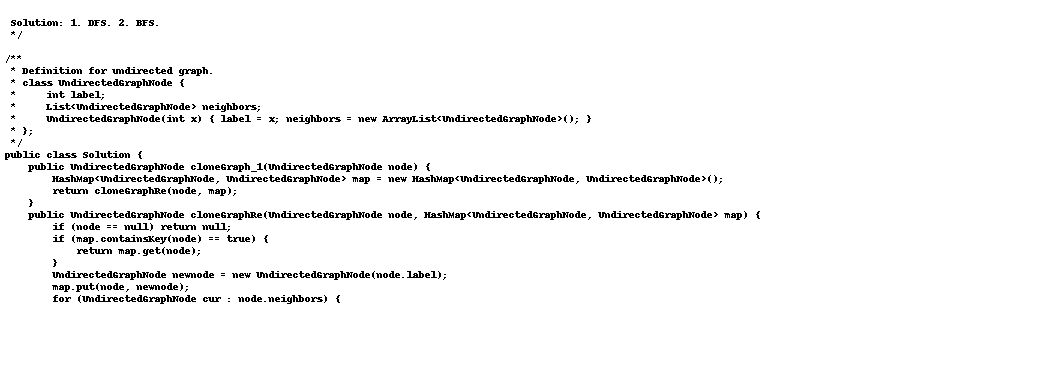 Solution: 1. DFS. 2. BFS.
*/
/**
* Definition for undirected graph.
* class UndirectedGraphNode {
*     int label;
*     List<UndirectedGraphNode> neighbors;
*     UndirectedGraphNode(int x) { label = x; neighbors = new ArrayList<UndirectedGraphNode>(); }
* };
*/
public class Solution {
    public UndirectedGraphNode cloneGraph_1(UndirectedGraphNode node) {
        HashMap<UndirectedGraphNode, UndirectedGraphNode> map = new HashMap<UndirectedGraphNode, UndirectedGraphNode>();
        return cloneGraphRe(node, map);
    }
    public UndirectedGraphNode cloneGraphRe(UndirectedGraphNode node, HashMap<UndirectedGraphNode, UndirectedGraphNode> map) {
        if (node == null) return null;
        if (map.containsKey(node) == true) {
            return map.get(node);
        }
        UndirectedGraphNode newnode = new UndirectedGraphNode(node.label);
        map.put(node, newnode);
        for (UndirectedGraphNode cur : node.neighbors) {